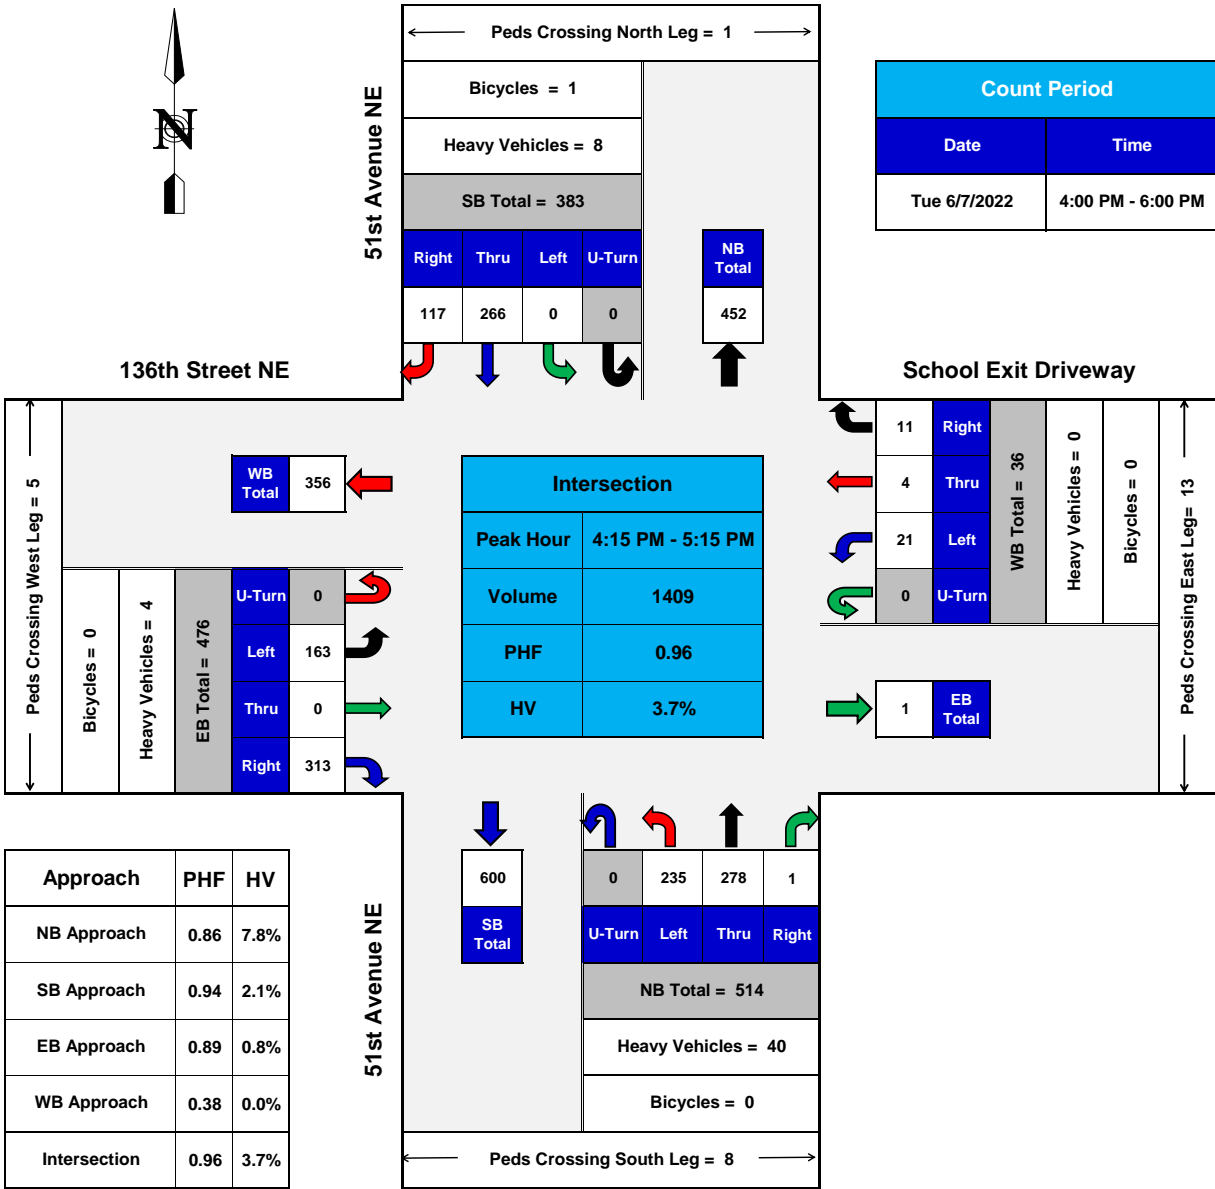 Peds Crossing North Leg = 1
N
51st Avenue NE
Bicycles = 1
Heavy Vehicles = 8
SB Total = 383
Right Thru Left U-Turn
117 266 0 0
NB
Total
452
Count Period
Date Time
Tue 6/7/2022 4:00 PM - 6:00 PM
136th Street NE
School Exit Driveway
Peds Crossing West Leg = 5
WB
Total
356
Bicycles = 0
Heavy Vehicles = 4
EB Total = 476
U-Turn 0
Left 163
Thru 0
Right 313
Intersection
Peak Hour 4:15 PM - 5:15 PM
Volume 1409
PHF 0.96
HV 3.7%
11 Right
4 Thru
21 Left
0 U-Turn
WB Total = 36
Heavy Vehicles = 0
Bicycles = 0
Peds Crossing East Leg= 13
1
EB
Total
Approach PHF HV
NB Approach 0.86 7.8%
SB Approach 0.94 2.1%
EB Approach 0.89 0.8%
WB Approach 0.38 0.0%
Intersection 0.96 3.7%
51st Avenue NE
600
SB
Total
0 235 278 1
U-Turn Left Thru Right
NB Total = 514
Heavy Vehicles = 40
Bicycles = 0
Peds Crossing South Leg = 8